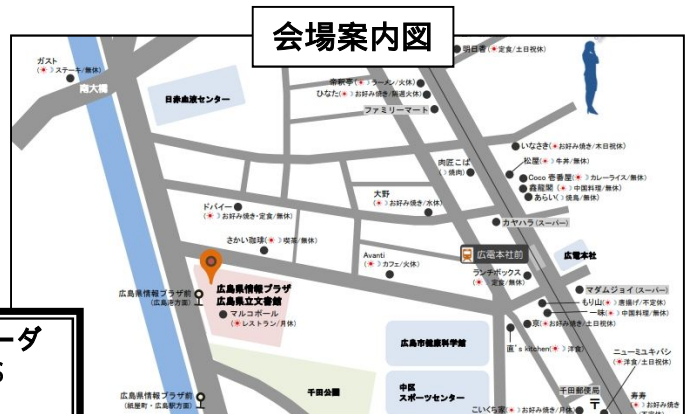 会場案内図
ガスト
(☀☽ステーキ/無休)
南大橋
日赤血液センター
明日香(☀定食/土日祝休)
(☀☽ラーメン/火休)
ひなた(☀☽お好み焼き/隔週火休)
ファミリーマート
いなさき(☀お好み焼き/木日祝休)
松屋(☀☽牛丼/無休)
Coco 壱番屋(☀☽カレーライス/無休)
鑫龍閣(☀☽中国料理/無休)
あらい(☽焼鳥/無休)
肉匠こば
(☽焼肉)
大野
(☀☽お好み焼き/水休)
ドバイー
(☀☽お好み焼き・定食/無休)
カヤハラ(スーパー)
さかい珈琲(☀☽喫茶/無休)
Avanti
(☀☽カフェ/火休)
広電本社前
広電本社
ランチボックス
(☀定食/無休)
広島県情報プラザ
広島県立文書館
マルコポール
(☀レストラン/月休)
広島県情報プラザ前
(広島港方面)
マダムジョイ(スーパー)
もり山(☀☽唐揚げ/不定休)
一味(☀☽中国料理/無休)
京(☀お好み焼き/土日祝休)
's kitchen(☀☽洋食)
ニューミユキバシ
(☀洋食/土日祝休)
広島市健康科学館
中区
スポーツセンター
千田公園
千田郵便局
〒
寿寿
(☀☽お好み焼き
こいくち家(☀☽お好み焼き/月休)
広島県情報プラザ前
(紙屋町・広島駅方面)
ーダ
S